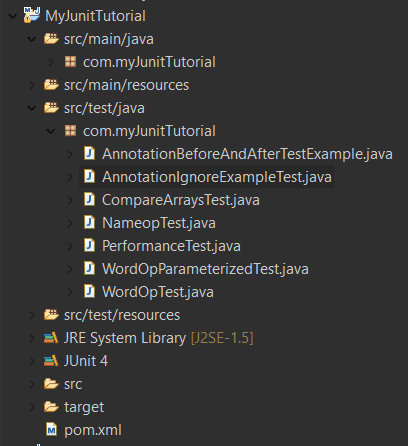 MyJunitTutorial
src/main/java
com.myJunitTutorial
src/main/resources
src/test/java
com.myJunitTutorial
AnnotationBeforeAndAfterTestExample.java
AnnotationIgnoreExampleTest.java
CompareArraysTest.java
NameopTest.java
PerformanceTest.java
WordOpParameterizedTest.java
WordOpTest.java
src/test/resources
JRE System Library [J2SE-1.5]
JUnit 4
src
target
pom.xml